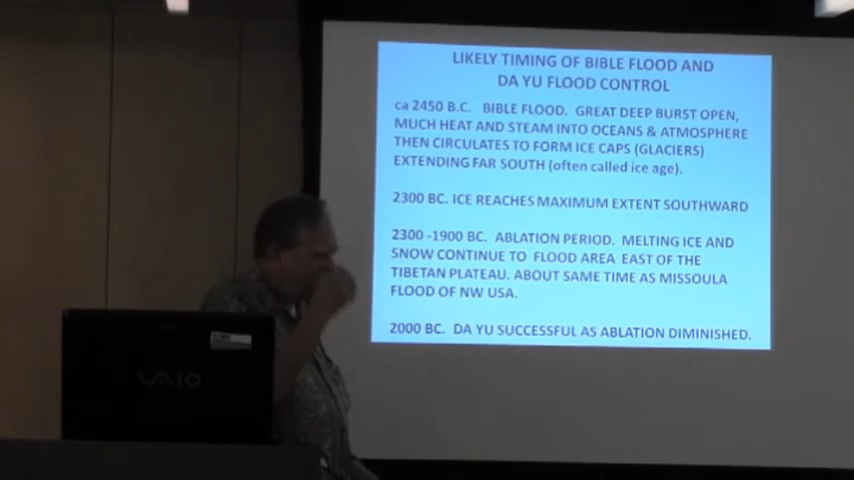 LIKELY TIMING OF BIBLE FLOOD AND
DA YU FLOOD CONTROL
ca 2450 B.C. BIBLE FLOOD. GREAT DEEP BURST OPEN,
MUCH HEAT AND STEAM INTO OCEANS & ATMOSPHERE
THEN CIRCULATES TO FORM ICE CAPS (GLACIERS)
EXTENDING FAR SOUTH (often called ice age).
2300 BC. ICE REACHES MAXIMUM EXTENT SOUTHWARD
2300 -1900 BC. ABLATION PERIOD. MELTING ICE AND
SNOW CONTINUE TO FLOOD AREA EAST OF THE
TIBETAN PLATEAU. ABOUT SAME TIME AS MISSOULA
FLOOD OF NW USA.
2000 BC. DA YU SUCCESSFUL AS ABLATION DIMINISHED.
VAIO